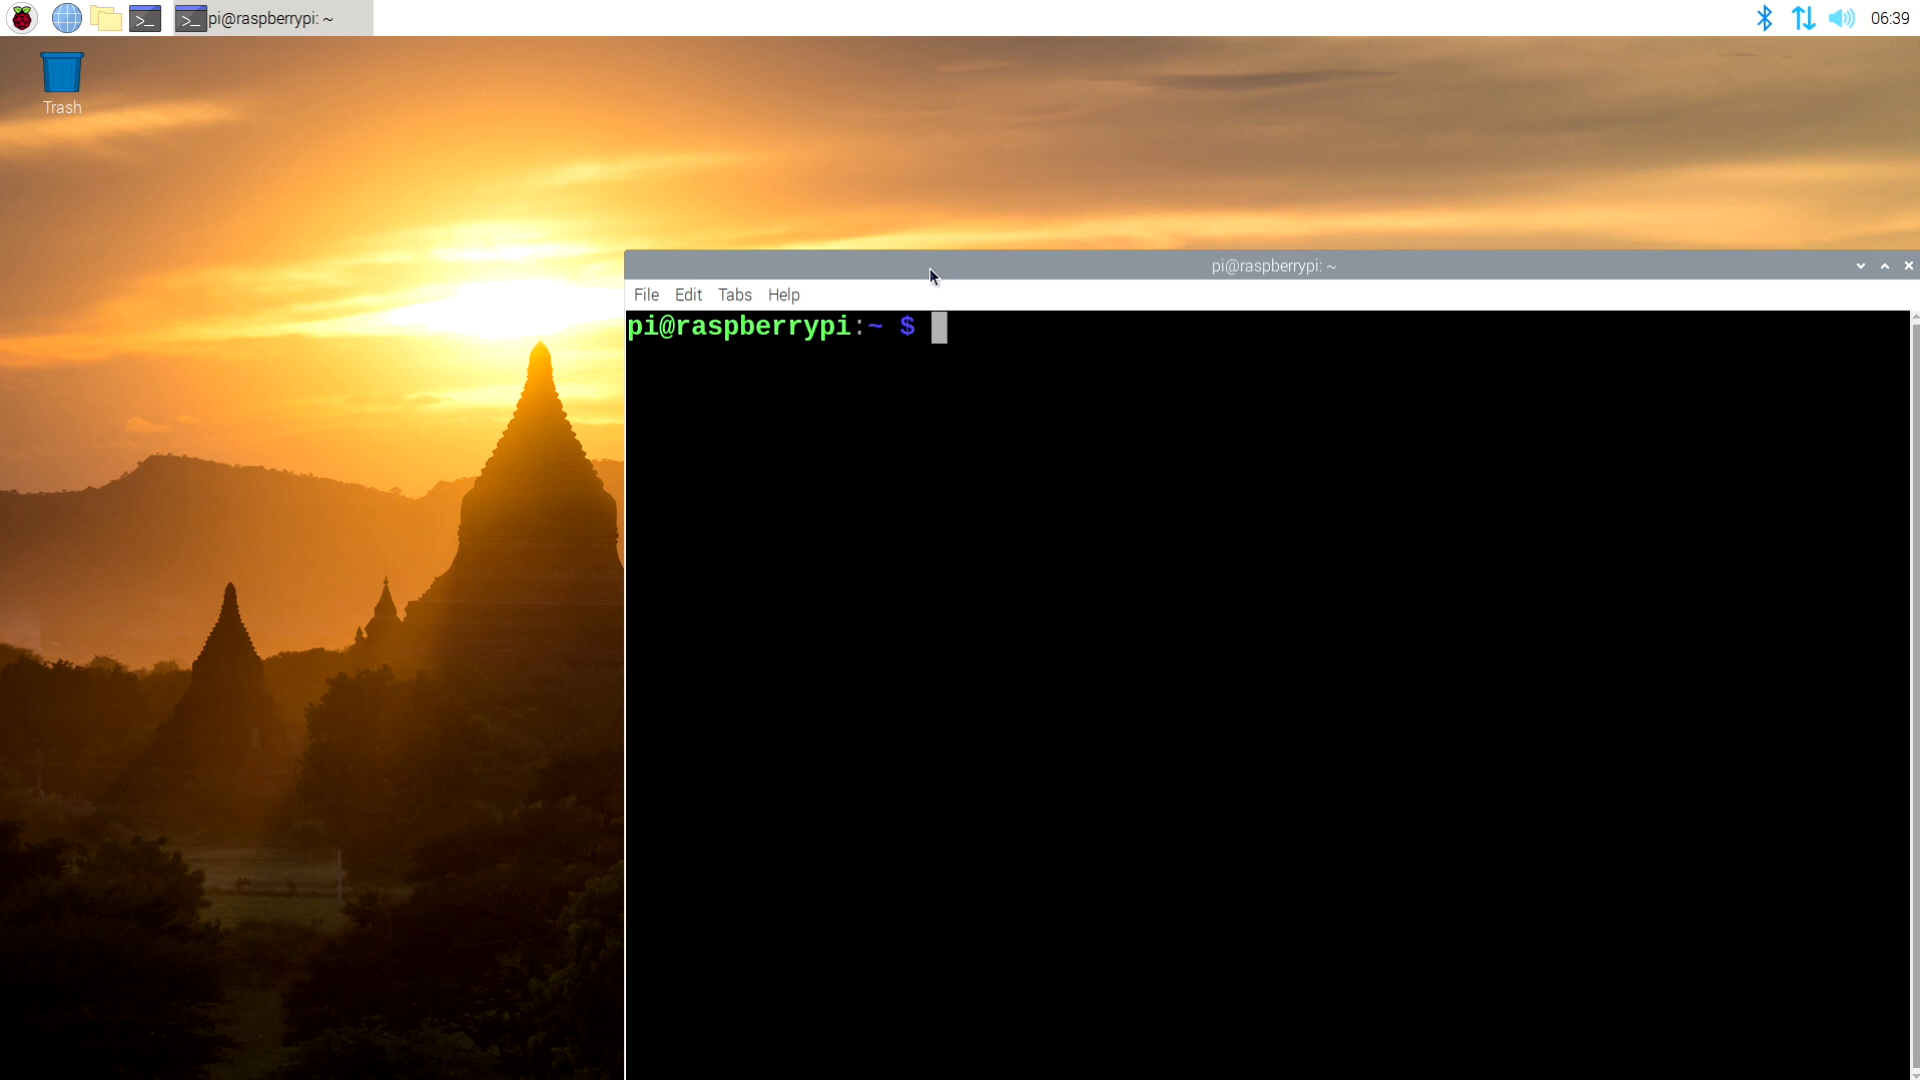 pi@raspberrypi: ~
06:39
Trash
pi@raspberrypi: ~
File Edit Tabs Help
pi@raspberrypi:~ $